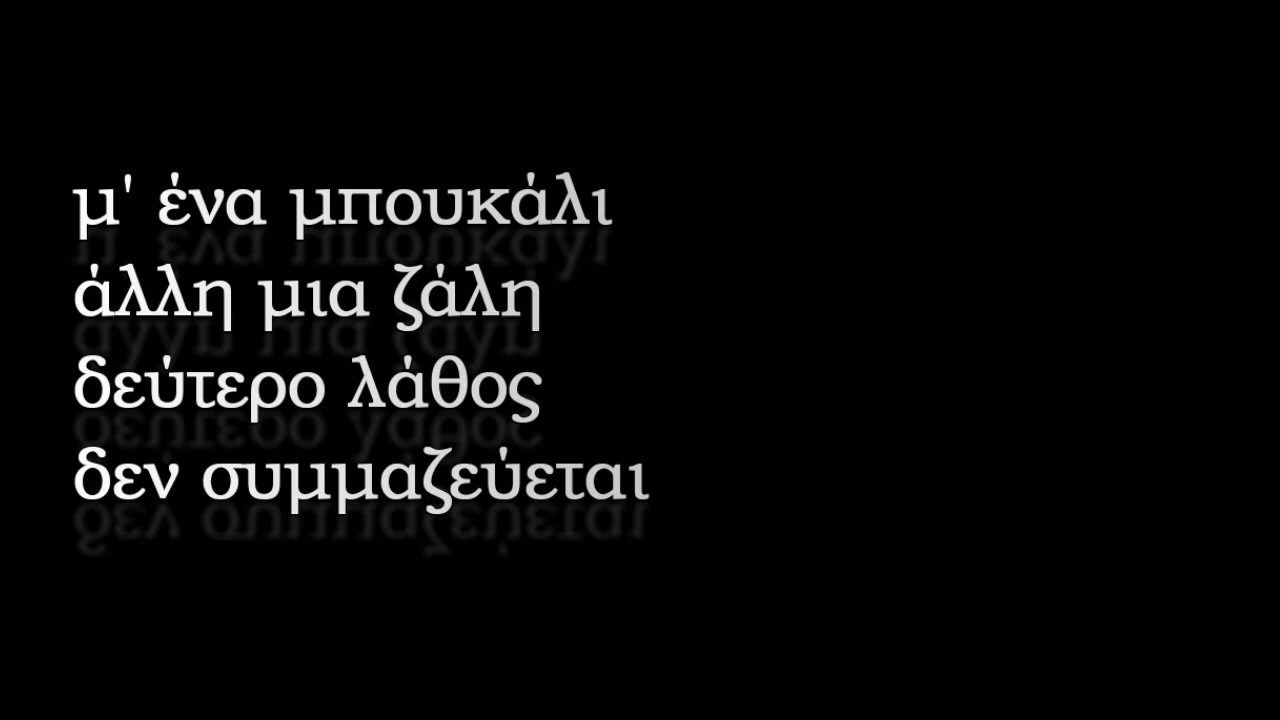 μ' ένα μπουκάλι
άλλη μια ζάλη
δεύτερο λάθος
δεν συμμαζεύεται